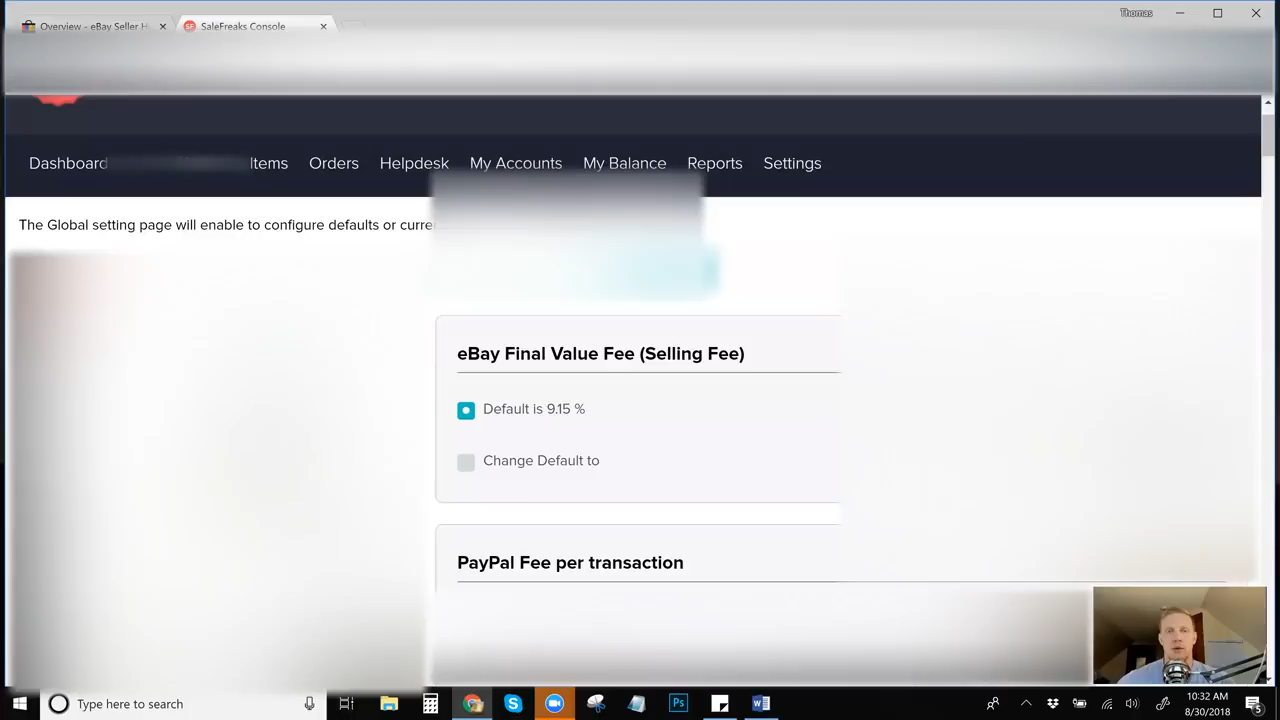 Thomas
Overview - eBay Seller H
SaleFreaks Console
Dashboard Items Orders Helpdesk My Accounts My Balance Reports Settings
The Global setting page will enable to configure defaults or curre
eBay Final Value Fee (Selling Fee)
Default is 9.15 %
Change Default to
PayPal Fee per transaction
Type here to search
10:32 AM
8/30/2018
5